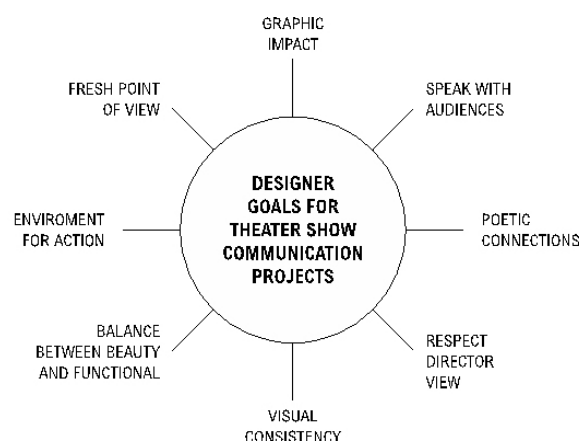 GRAPHIC
IMPACT
FRESH POINT
OF VIEW
SPEAK WITH
AUDIENCES
DESIGNER
GOALS FOR
THEATER SHOW
COMMUNICATION
PROJECTS
ENVIROMENT
FOR ACTION
POETIC
CONNECTIONS
BALANCE
BETWEEN BEAUTY
AND FUNCTIONAL
RESPECT
DIRECTOR
VIEW
VISUAL
CONSISTENCY